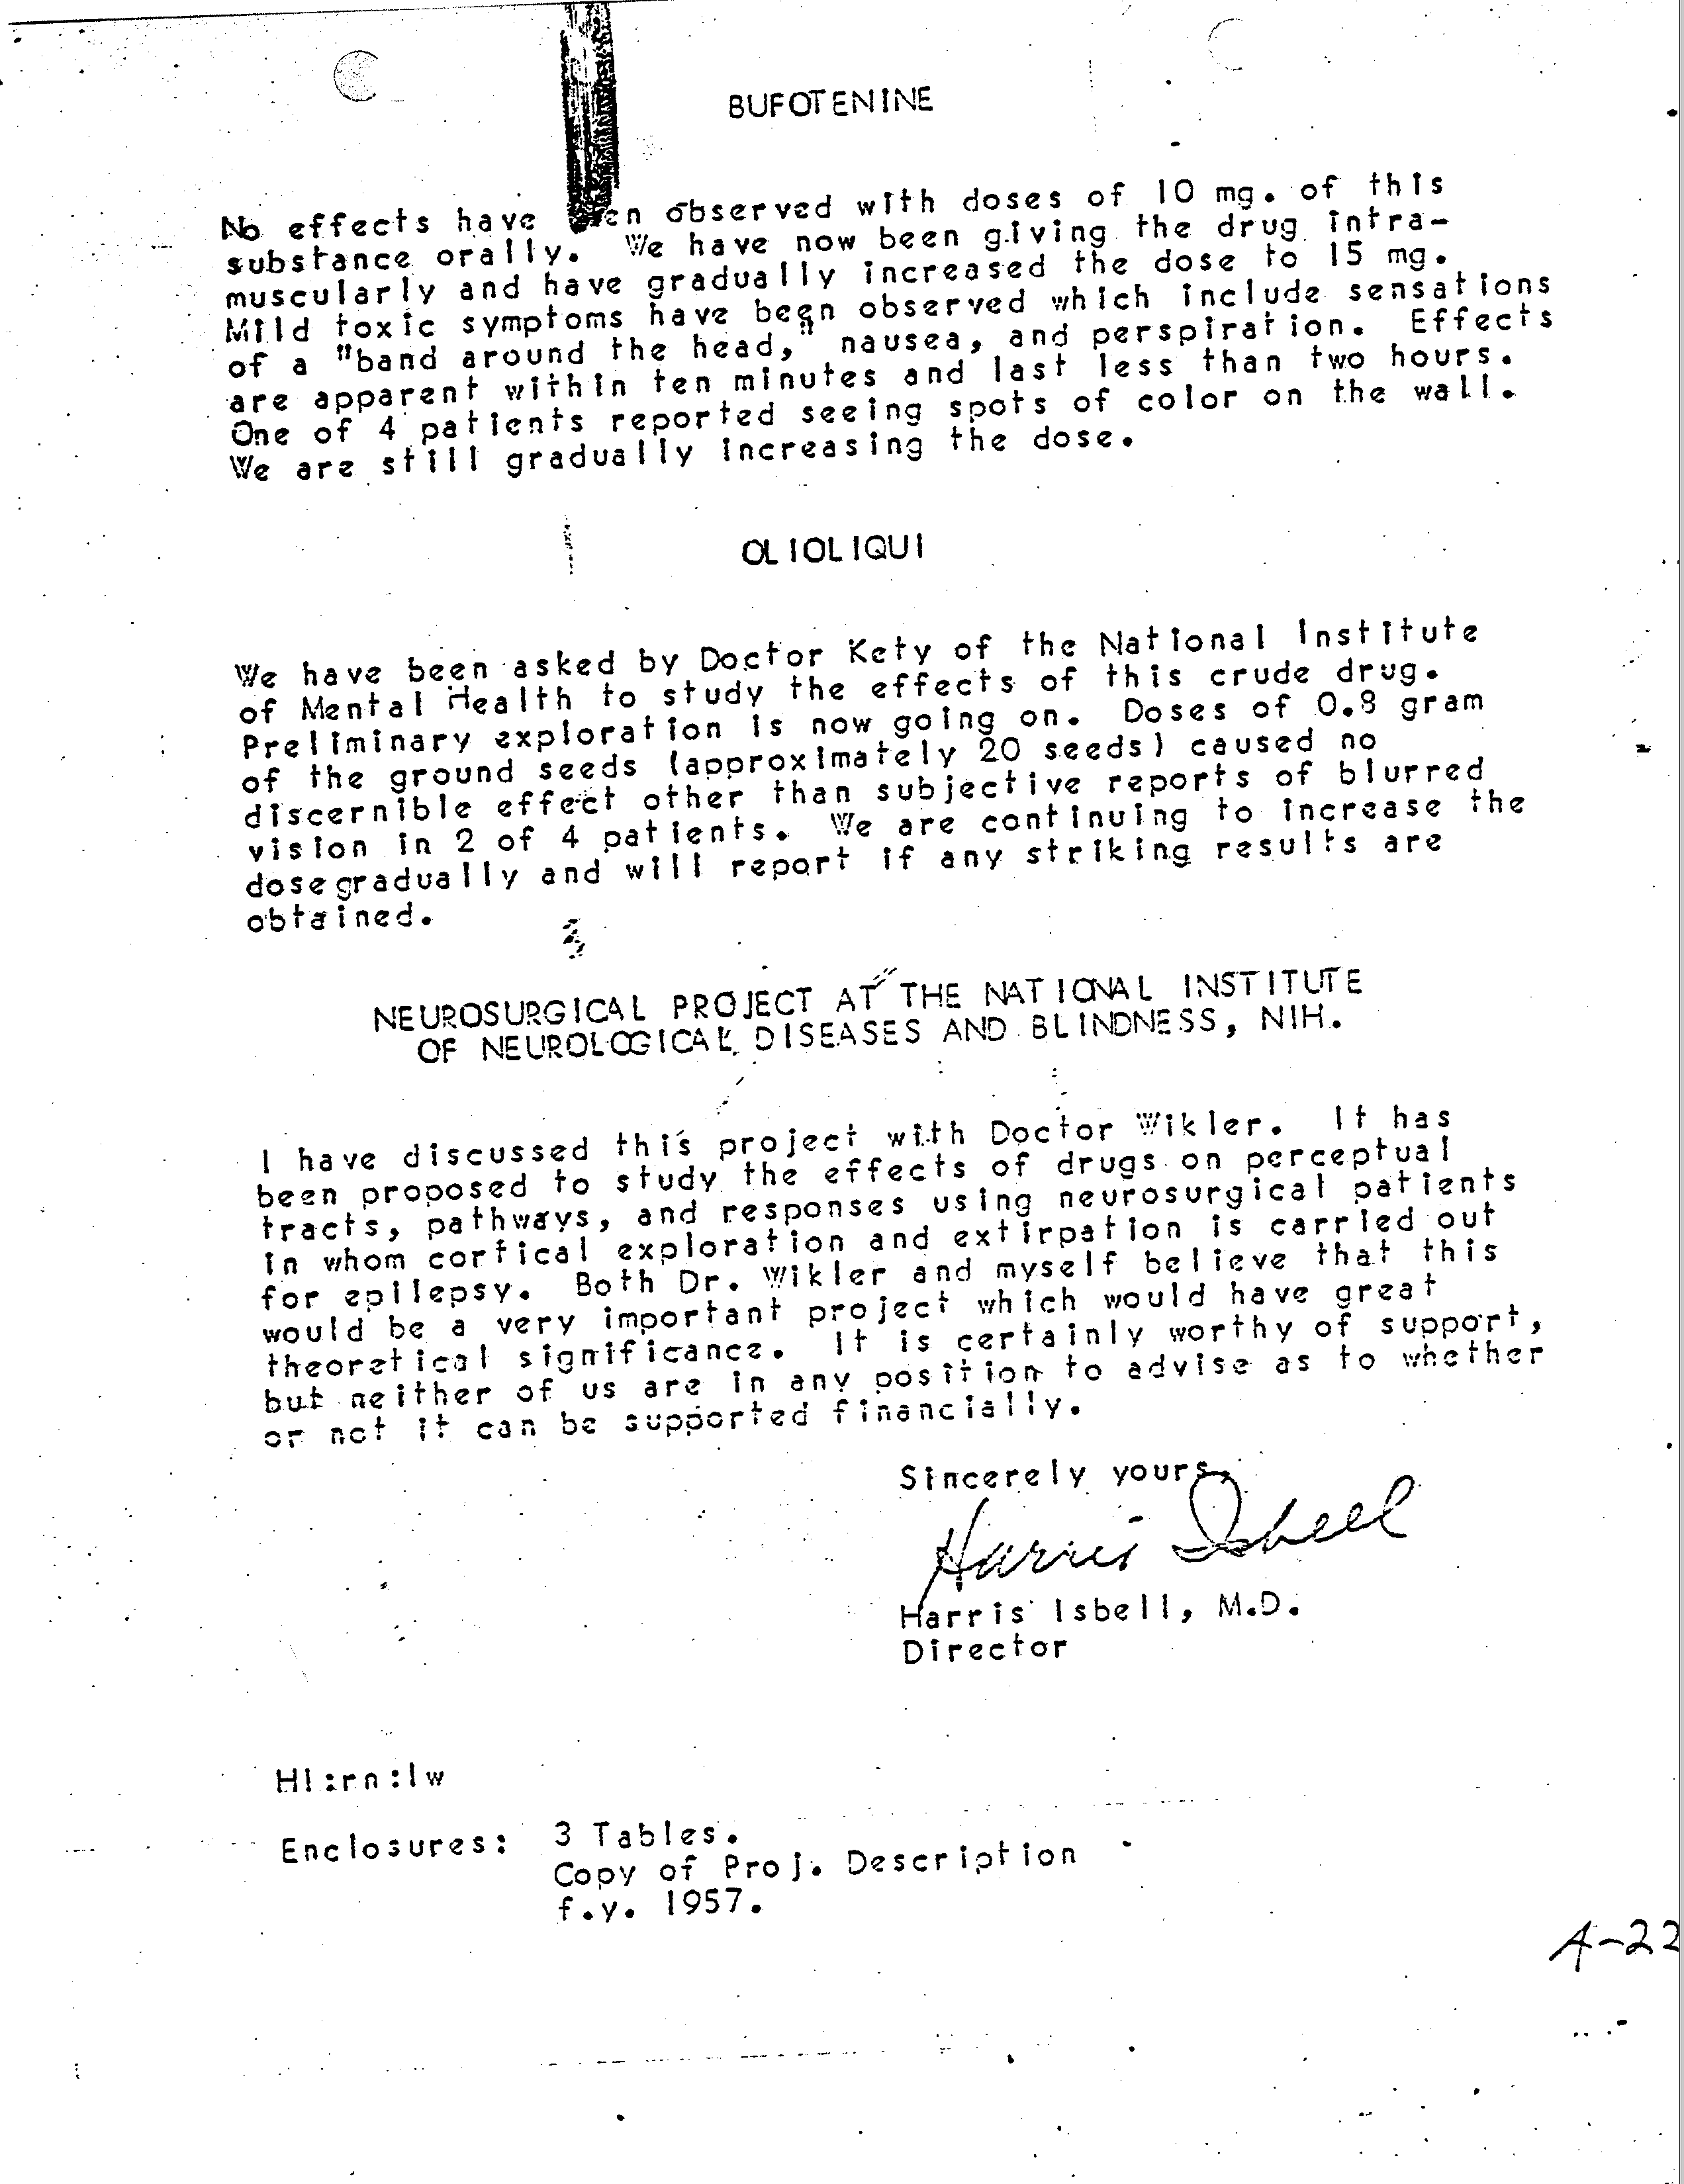 BUFOTENINE
No effects have been observed with doses of 10 mg. of this
substance orally. We have now been giving the drug intra-
muscularly and have gradually increased the dose to 15 mg.
Mild toxic symptoms have been observed which include sensations
of a "band around the head," nausea, and perspiration. Effects
are apparent within ten minutes and last less than two hours.
One of 4 patients reported seeing spots of color on the wall.
We are still gradually increasing the dose.
OLIOLIQUI
We have been asked by Doctor Kety of the National Institute
of Mental Health to study the effects of this crude drug.
Preliminary exploration is now going on. Doses of 0.8 gram
of the ground seeds (approximately 20 seeds) caused no
discernible effect other than subjective reports of blurred
vision in 2 of 4 patients. We are continuing to increase the
dose gradually and will report if any striking results are
obtained.
NEUROSURGICAL PROJECT AT THE NATIONAL INSTITUTE
OF NEUROLOGICAL DISEASES AND BLINDNESS, NIH.
I have discussed this project with Doctor Wikler. It has
been proposed to study the effects of drugs on perceptual
tracts, pathways, and responses using neurosurgical patients
in whom cortical exploration and extirpation is carried out
for epilepsy. Both Dr. Wikler and myself believe that this
would be a very important project which would have great
theoretical significance. It is certainly worthy of support,
but neither of us are in any position to advise as to whether
or not it can be supported financially.
Sincerely yours,
Harris Isbell
Harris Isbell, M.D.
Director
HI:rn:lw
Enclosures: 3 Tables.
Copy of Proj. Description
f.y. 1957.
A-22